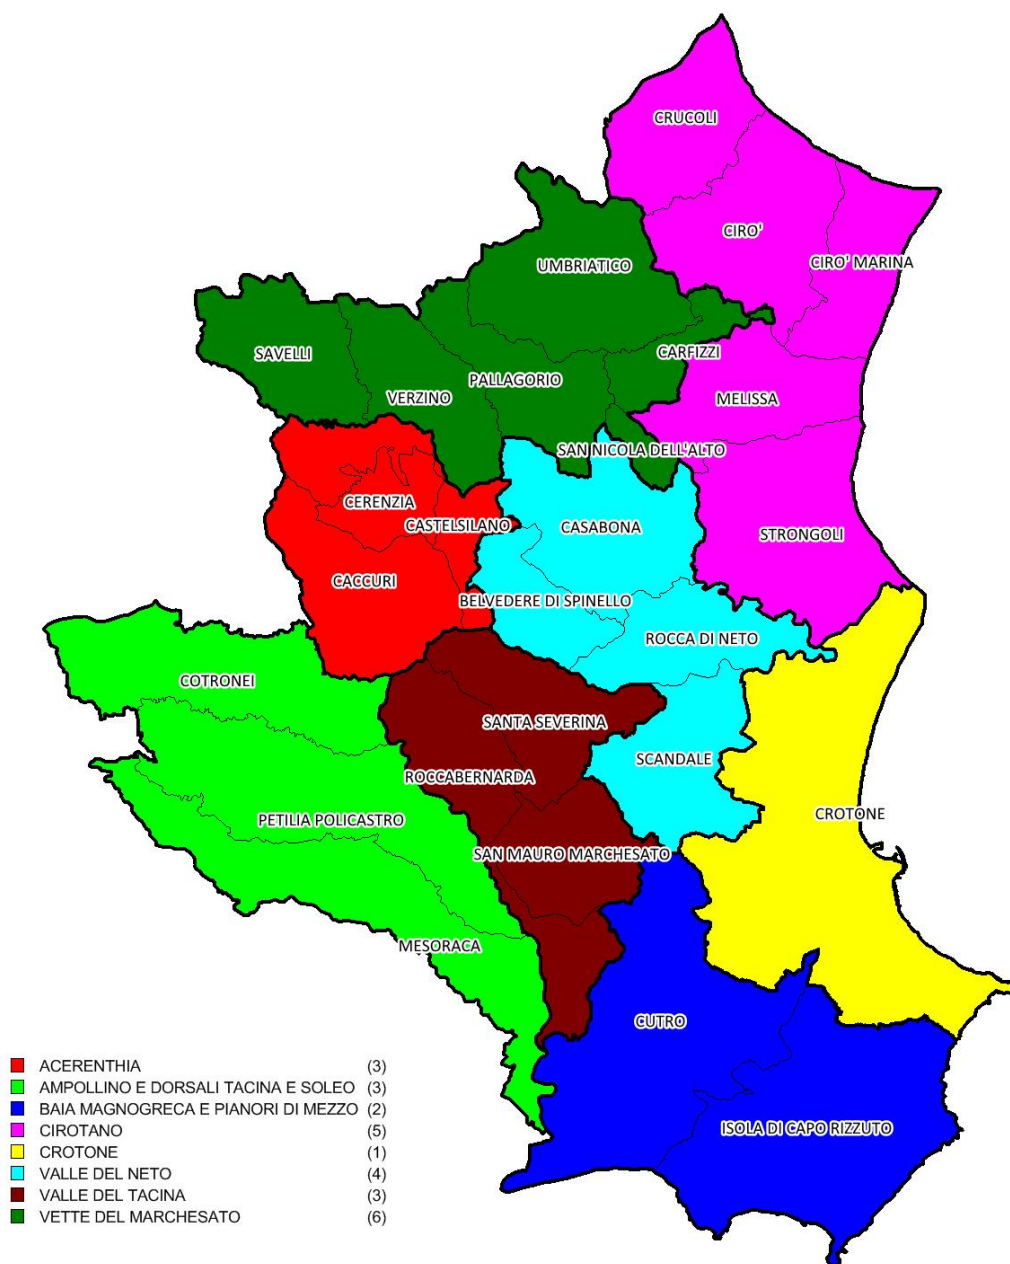 CRUCOLI
CIRO'
CIRO' MARINA
UMBRIATICO
SAVELLI
CARFIZZI
PALLAGORIO
VERZINO
MELISSA
SAN NICOLA DELL'ALTO
CERENZIA
CASTELSILANO
CASABONA
STRONGOLI
CACCURI
BELVEDERE DI SPINELLO
ROCCA DI NETO
COTRONEI
SANTA SEVERINA
SCANDALE
ROCCABERNARDA
CROTONE
PETILIA POLICASTRO
SAN MAURO MARCHESATO
MESORACA
CUTRO
ISOLA DI CAPO RIZZUTO
ACERENTHIA (3)
AMPOLLINO E DORSALI TACINA E SOLEO (3)
BAIA MAGNOGRECA E PIANORI DI MEZZO (2)
CIROTANO (5)
CROTONE (1)
VALLE DEL NETO (4)
VALLE DEL TACINA (3)
VETTE DEL MARCHESATO (6)